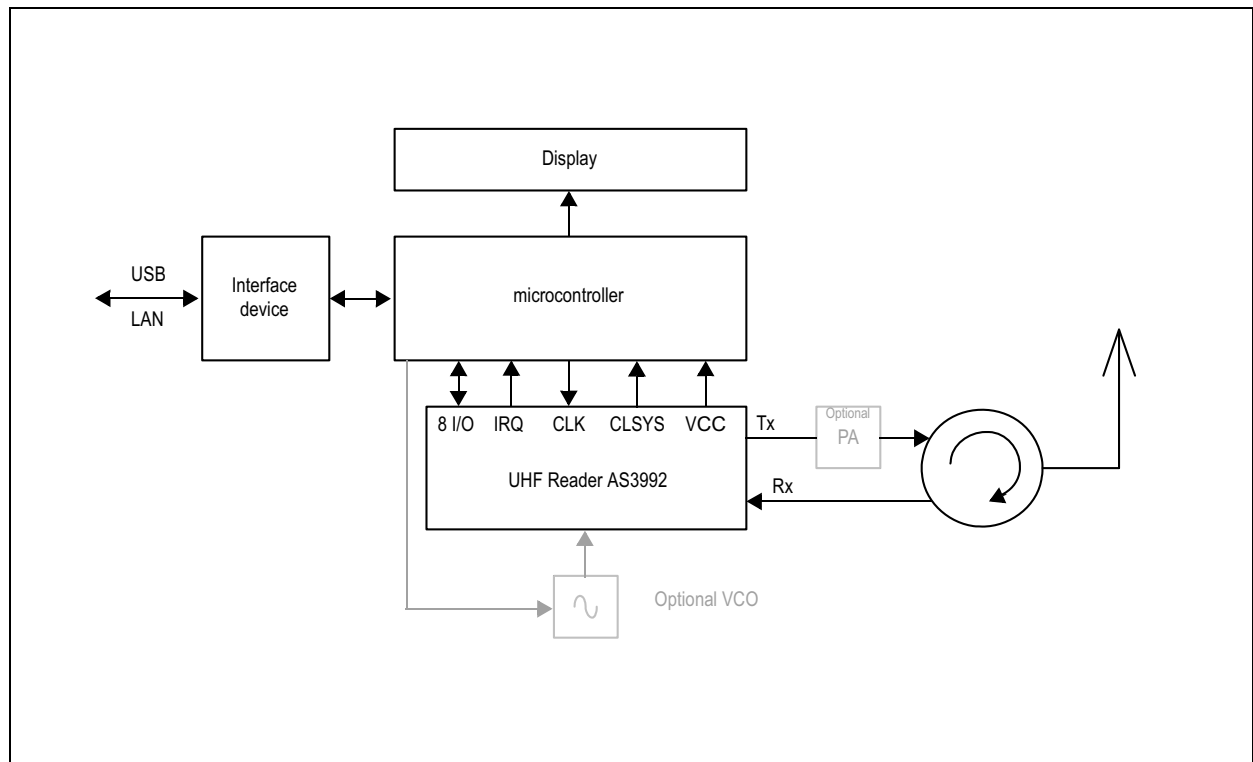 Display
USB
LAN
Interface
device
microcontroller
8 I/O IRQ CLK CLSYS VCC
UHF Reader AS3992
Tx
Rx
Optional
PA
Optional VCO